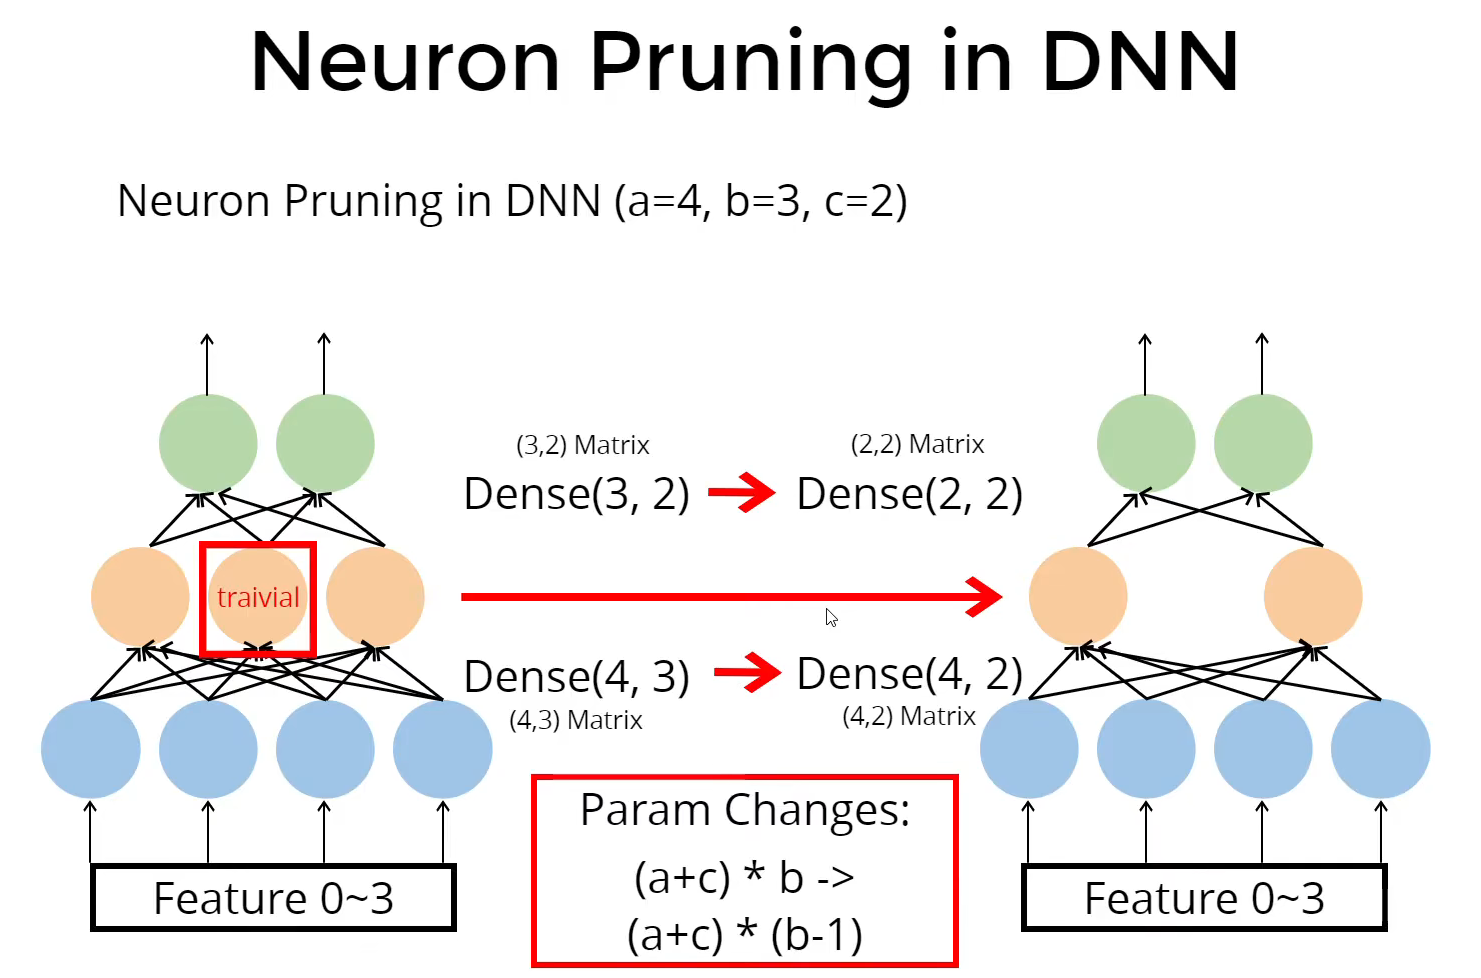 Neuron Pruning in DNN
Neuron Pruning in DNN (a=4, b=3, c=2)
(3,2) Matrix
(2,2) Matrix
Dense(3, 2)
Dense(2, 2)
traivial
Dense(4, 3)
Dense(4, 2)
(4,3) Matrix
(4,2) Matrix
Param Changes:
(a+c) * b ->
(a+c) * (b-1)
Feature 0~3
Feature 0~3